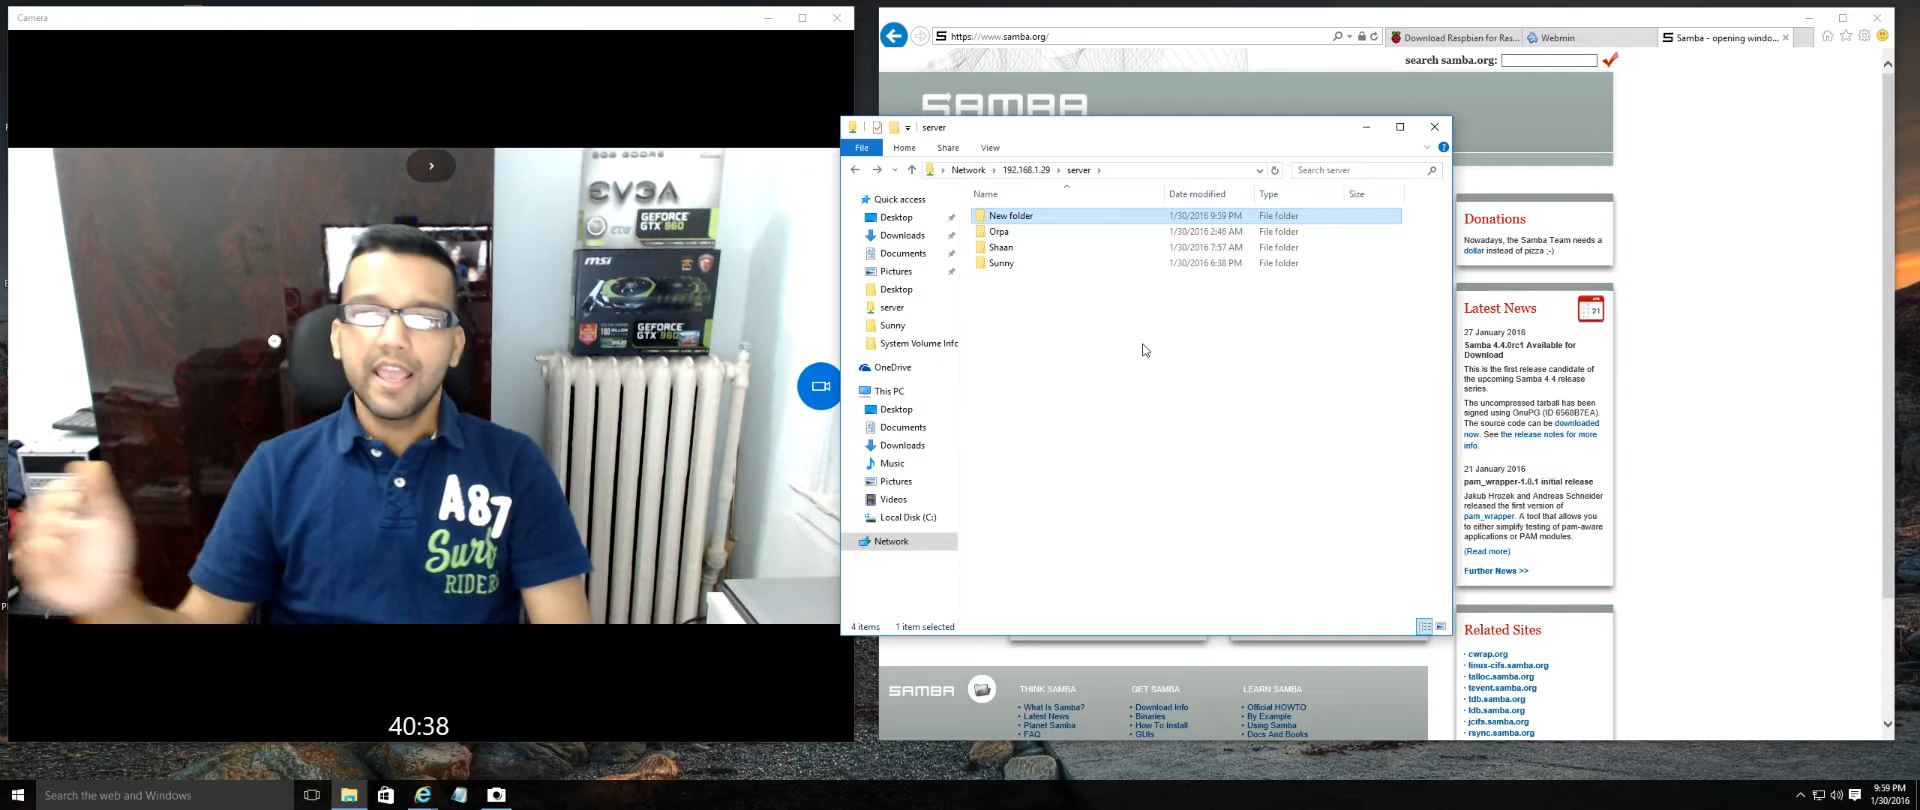 Camera
›
EVGA
GEFORCE
GTX 960
msi
GEFORCE
GTX 960
A87
Surf
RIDERS
40:38
https://www.samba.org/
Download Raspbian for Ras...
Webmin
Samba - opening windo...
search samba.org:
SAMBA
server
File
Home
Share
View
Network › 192.168.1.29 › server ›
Search server
Name
Date modified
Type
Size
New folder 1/30/2016 9:59 PM File folder
Orpa 1/30/2016 2:46 AM File folder
Shaan 1/30/2016 7:57 AM File folder
Sunny 1/30/2016 6:38 PM File folder
Quick access
Desktop
Downloads
Documents
Pictures
Desktop
server
Sunny
System Volume Info
OneDrive
This PC
Desktop
Documents
Downloads
Music
Pictures
Videos
Local Disk (C:)
Network
4 items 1 item selected
Donations
Nowadays, the Samba Team needs a
dollar instead of pizza ;-)
Latest News
21
27 January 2016
Samba 4.4.0rc1 Available for
Download
This is the first release candidate of
the upcoming Samba 4.4 release
series.
The uncompressed tarball has been
signed using GnuPG (ID 6568B7EA).
The source code can be downloaded
now. See the release notes for more
info.
21 January 2016
pam_wrapper-1.0.1 initial release
Jakub Hrozek and Andreas Schneider
released the first version of
pam_wrapper. A tool that allows you
to either simplify testing of pam-aware
applications or PAM modules.
(Read more)
Further News >>
Related Sites
· cwrap.org
· linux-cifs.samba.org
· talloc.samba.org
· tevent.samba.org
· tdb.samba.org
· ldb.samba.org
· jcifs.samba.org
· rsync.samba.org
SAMBA
THINK SAMBA
• What Is Samba?
• Latest News
• Planet Samba
• FAQ
GET SAMBA
• Download Info
• Binaries
• How To Install
• GUIs
LEARN SAMBA
• Official HOWTO
• By Example
• Using Samba
• Docs And Books
Search the web and Windows
9:59 PM
1/30/2016